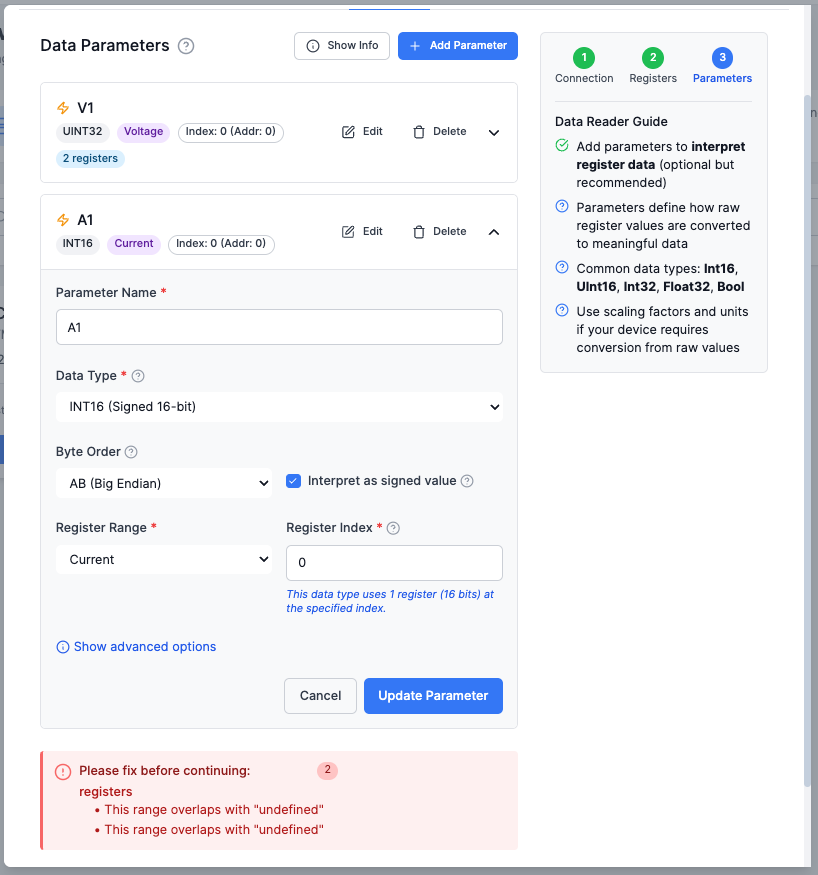 Data Parameters
Show Info
Add Parameter
V1
UINT32 Voltage Index: 0 (Addr: 0)
2 registers
Edit
Delete
A1
INT16 Current Index: 0 (Addr: 0)
Edit
Delete
Parameter Name *
A1
Data Type *
INT16 (Signed 16-bit)
Byte Order
AB (Big Endian)
Interpret as signed value
Register Range *
Current
Register Index *
0
This data type uses 1 register (16 bits) at
the specified index.
Show advanced options
Cancel
Update Parameter
Please fix before continuing: 2
registers
• This range overlaps with "undefined"
• This range overlaps with "undefined"
1 2 3
Connection Registers Parameters
Data Reader Guide
Add parameters to interpret
register data (optional but
recommended)
Parameters define how raw
register values are converted
to meaningful data
Common data types: Int16,
UInt16, Int32, Float32, Bool
Use scaling factors and units
if your device requires
conversion from raw values